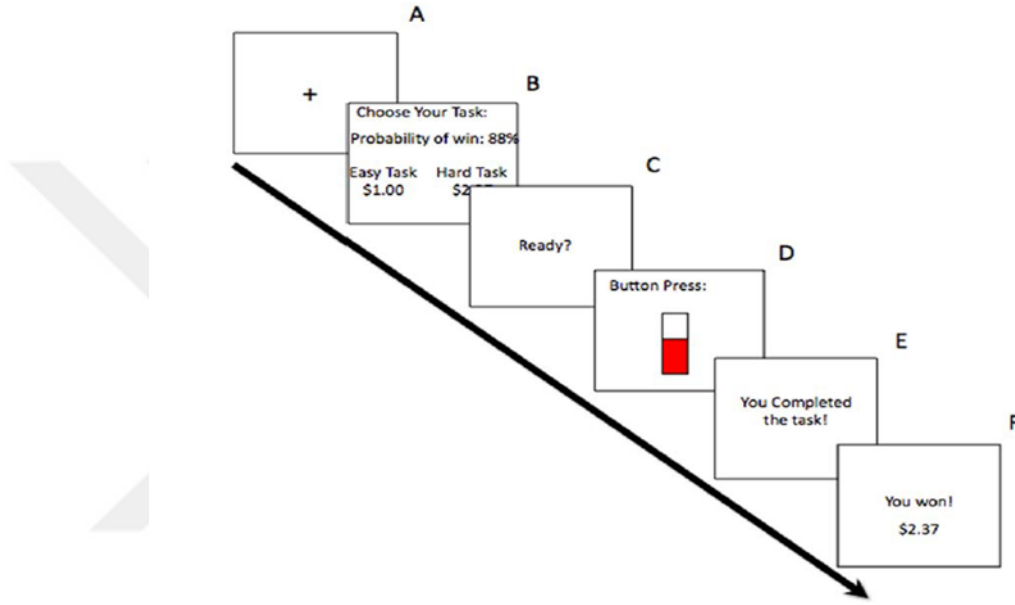 A
+
B
Choose Your Task:
Probability of win: 88%
Easy Task Hard Task
$1.00
C
Ready?
D
Button Press:
E
You Completed
the task!
F
You won!
$2.37